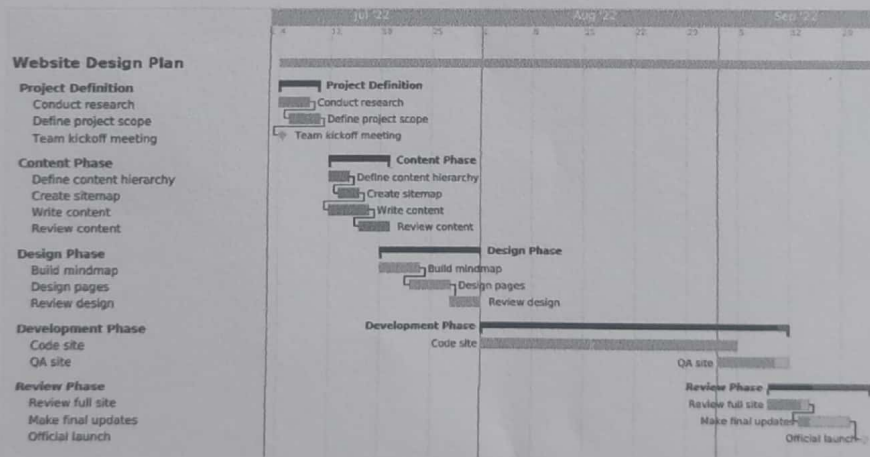 Jul '22 Aug '22 Sep '22
4 12 18 25 1 8 15 22 29 5 12
Website Design Plan
Project Definition Project Definition
Conduct research Conduct research
Define project scope Define project scope
Team kickoff meeting Team kickoff meeting
Content Phase Content Phase
Define content hierarchy Define content hierarchy
Create sitemap Create sitemap
Write content Write content
Review content Review content
Design Phase Design Phase
Build mindmap Build mindmap
Design pages Design pages
Review design Review design
Development Phase Development Phase
Code site Code site
QA site QA site
Review Phase Review Phase
Review full site Review full site
Make final updates Make final updates
Official launch Official launch